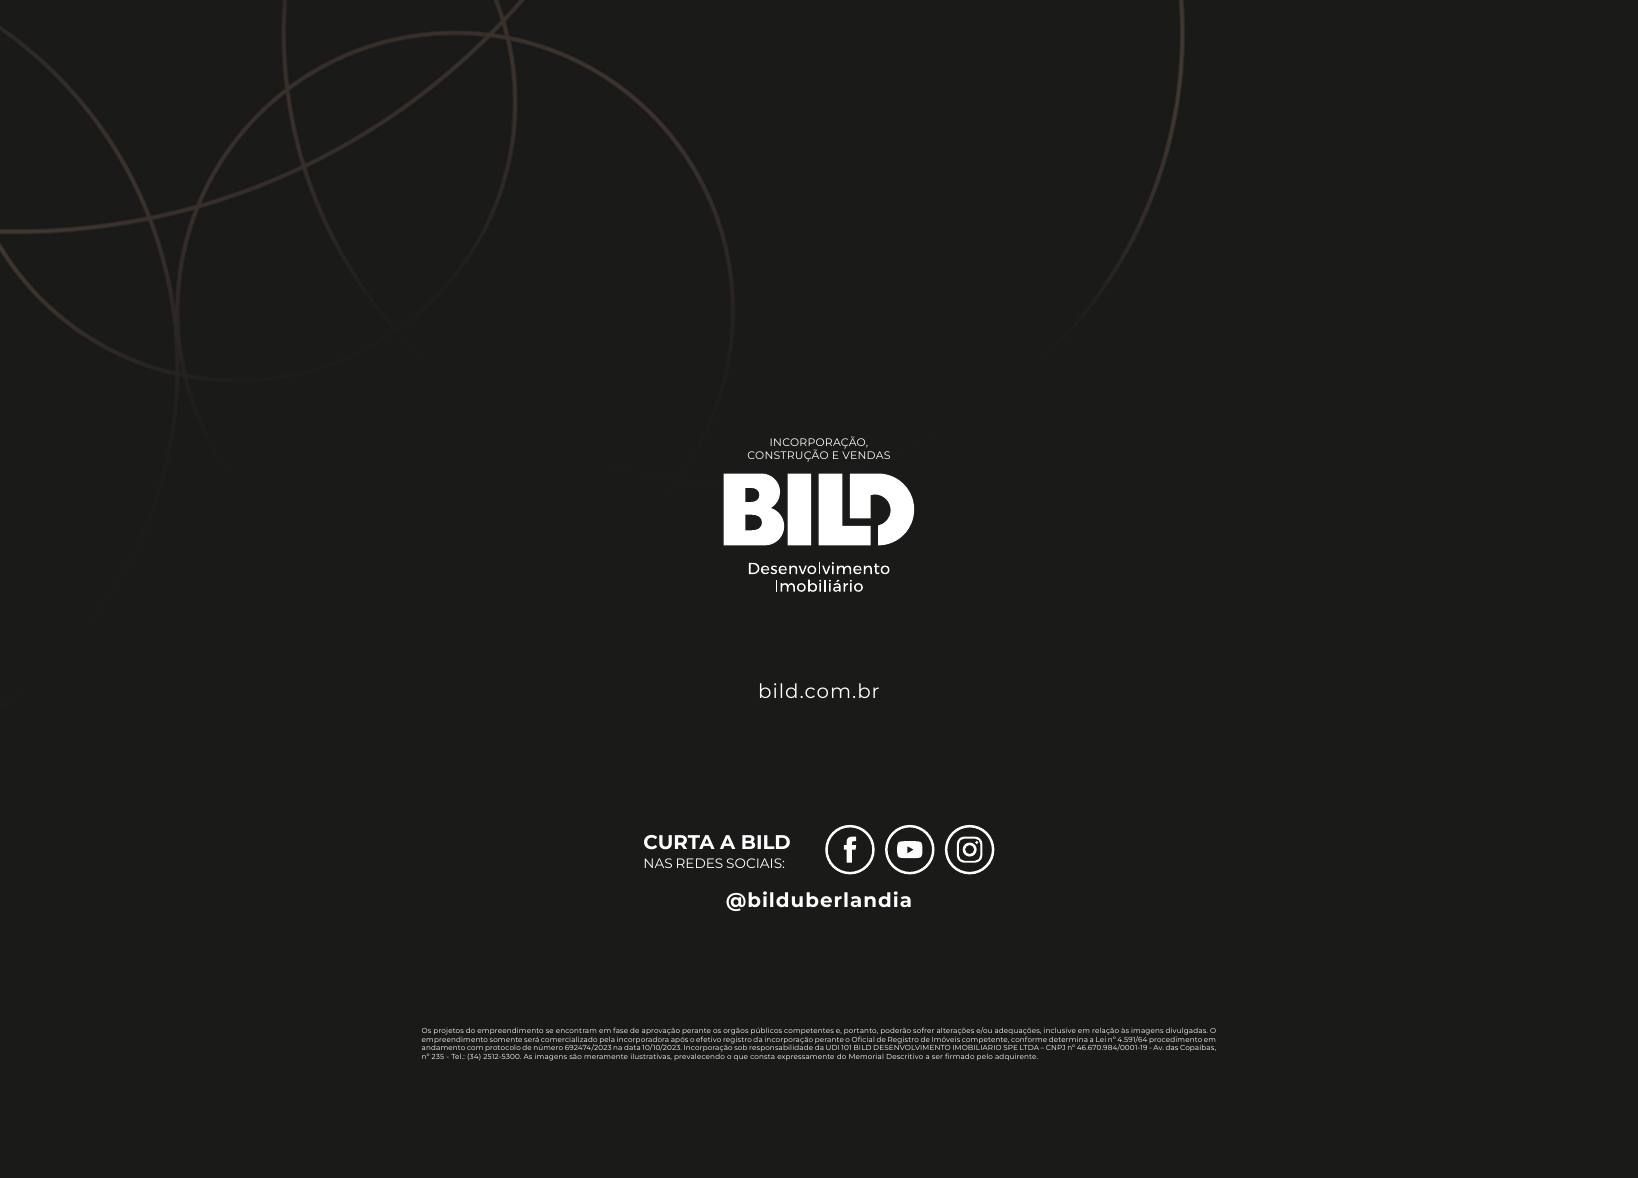 INCORPORAÇÃO,
CONSTRUÇÃO E VENDAS
BILD
Desenvolvimento
Imobiliário
bild.com.br
CURTA A BILD
NAS REDES SOCIAIS:
@bilduberlandia
Os projetos do empreendimento se encontram em fase de aprovação perante os orgãos públicos competentes e, portanto, poderão sofrer alterações e/ou adequações, inclusive em relação às imagens divulgadas. O
empreendimento somente será comercializado pela incorporadora após o efetivo registro da incorporação perante o Oficial de Registro de Imóveis competente, conforme determina a Lei nº 4.591/64 procedimento em
andamento com protocolo de número 692474/2023 na data 10/10/2023. Incorporação sob responsabilidade da UDI 101 BILD DESENVOLVIMENTO IMOBILIARIO SPE LTDA – CNPJ nº 46.670.984/0001-19 - Av. das Copaíbas,
nº 235 - Tel.: (34) 2512-5300. As imagens são meramente ilustrativas, prevalecendo o que consta expressamente do Memorial Descritivo a ser firmado pelo adquirente.